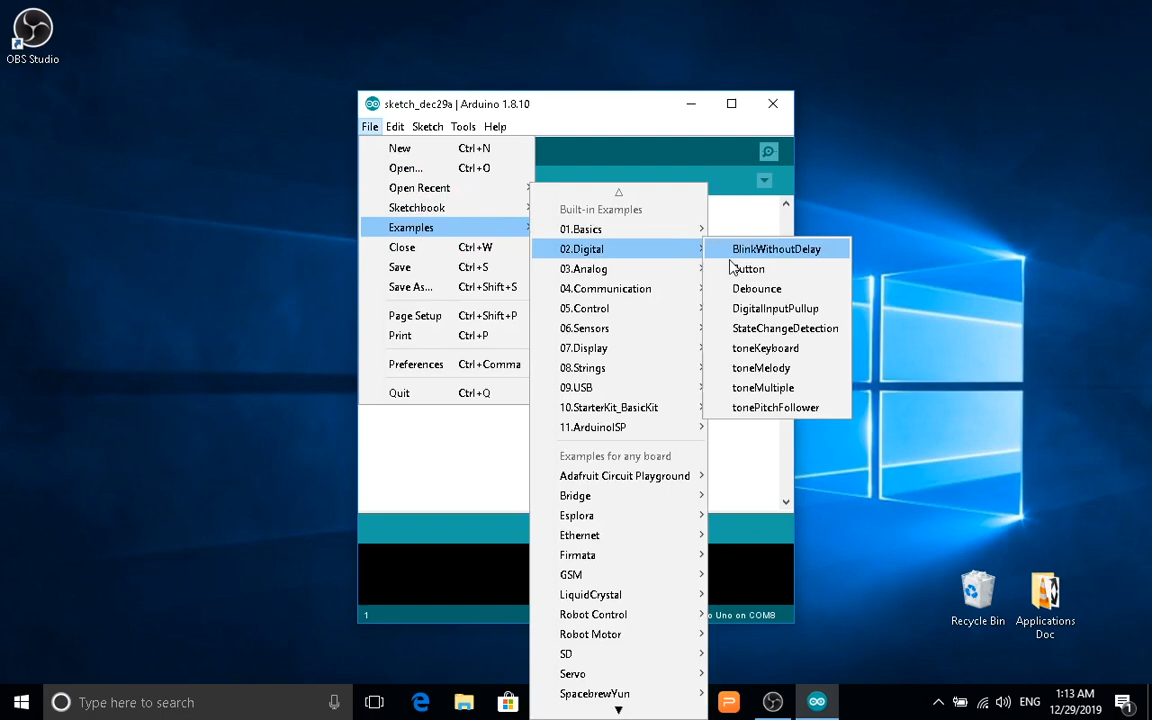 OBS Studio
sketch_dec29a | Arduino 1.8.10
File Edit Sketch Tools Help
New Ctrl+N
Open... Ctrl+O
Open Recent
Sketchbook
Examples
Close Ctrl+W
Save Ctrl+S
Save As... Ctrl+Shift+S
Page Setup Ctrl+Shift+P
Print Ctrl+P
Preferences Ctrl+Comma
Quit Ctrl+Q
Built-in Examples
01.Basics
02.Digital
03.Analog
04.Communication
05.Control
06.Sensors
07.Display
08.Strings
09.USB
10.StarterKit_BasicKit
11.ArduinoISP
Examples for any board
Adafruit Circuit Playground
Bridge
Esplora
Ethernet
Firmata
GSM
LiquidCrystal
Robot Control
Robot Motor
SD
Servo
SpacebrewYun
BlinkWithoutDelay
Button
Debounce
DigitalInputPullup
StateChangeDetection
toneKeyboard
toneMelody
toneMultiple
tonePitchFollower
1
Uno on COM8
Recycle Bin
Applications
Doc
Type here to search
ENG
1:13 AM
12/29/2019
1